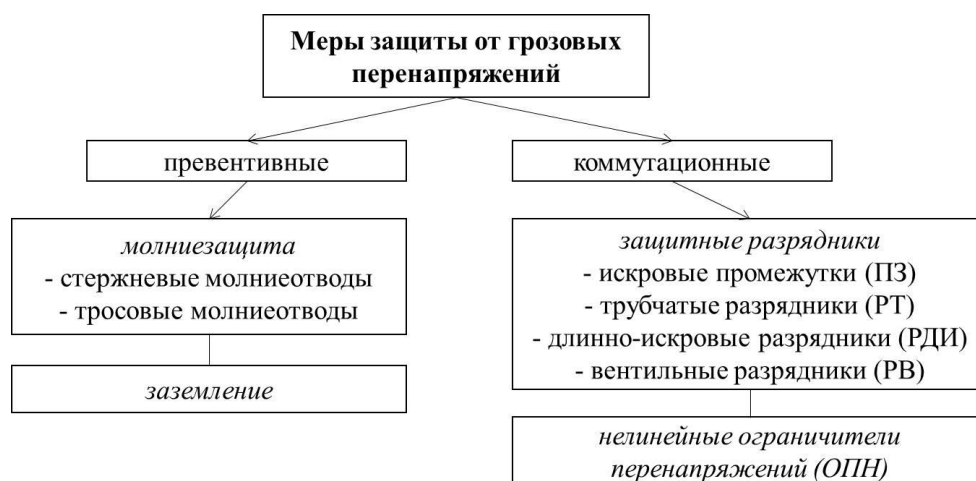 Меры защиты от грозовых
перенапряжений
превентивные
коммутационные
молниезащита
- стержневые молниеотводы
- тросовые молниеотводы
заземление
защитные разрядники
- искровые промежутки (ПЗ)
- трубчатые разрядники (РТ)
- длинно-искровые разрядники (РДИ)
- вентильные разрядники (РВ)
нелинейные ограничители
перенапряжений (ОПН)